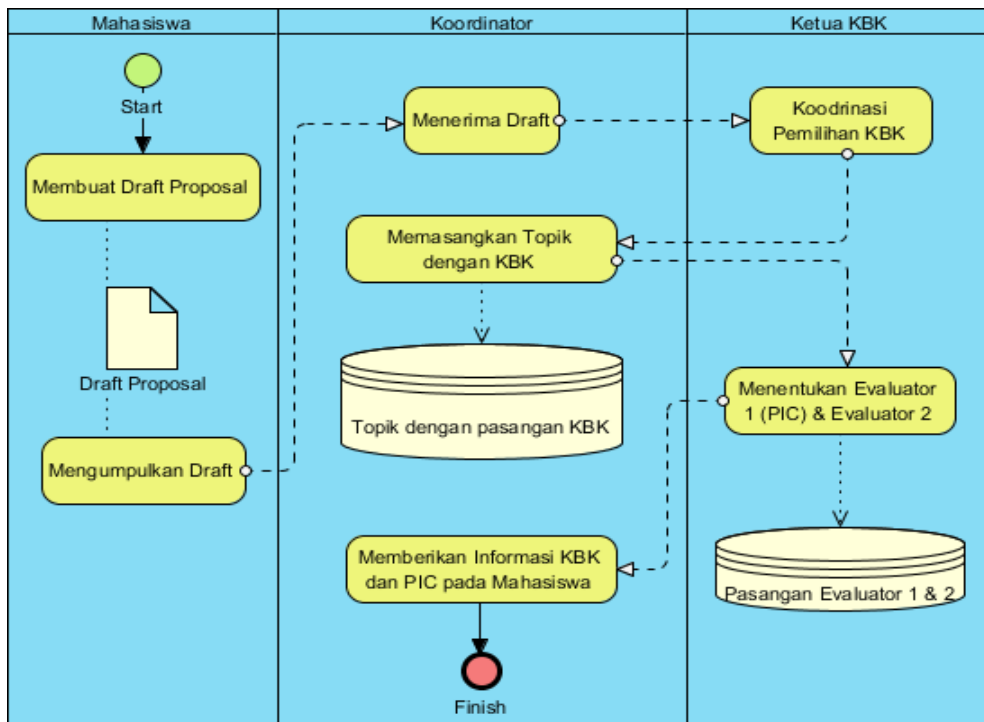 Mahasiswa
Koordinator
Ketua KBK
Start
Membuat Draft Proposal
Draft Proposal
Mengumpulkan Draft
Menerima Draft
Koodrinasi
Pemilihan KBK
Memasangkan Topik
dengan KBK
Topik dengan pasangan KBK
Menentukan Evaluator
1 (PIC) & Evaluator 2
Pasangan Evaluator 1 & 2
Memberikan Informasi KBK
dan PIC pada Mahasiswa
Finish